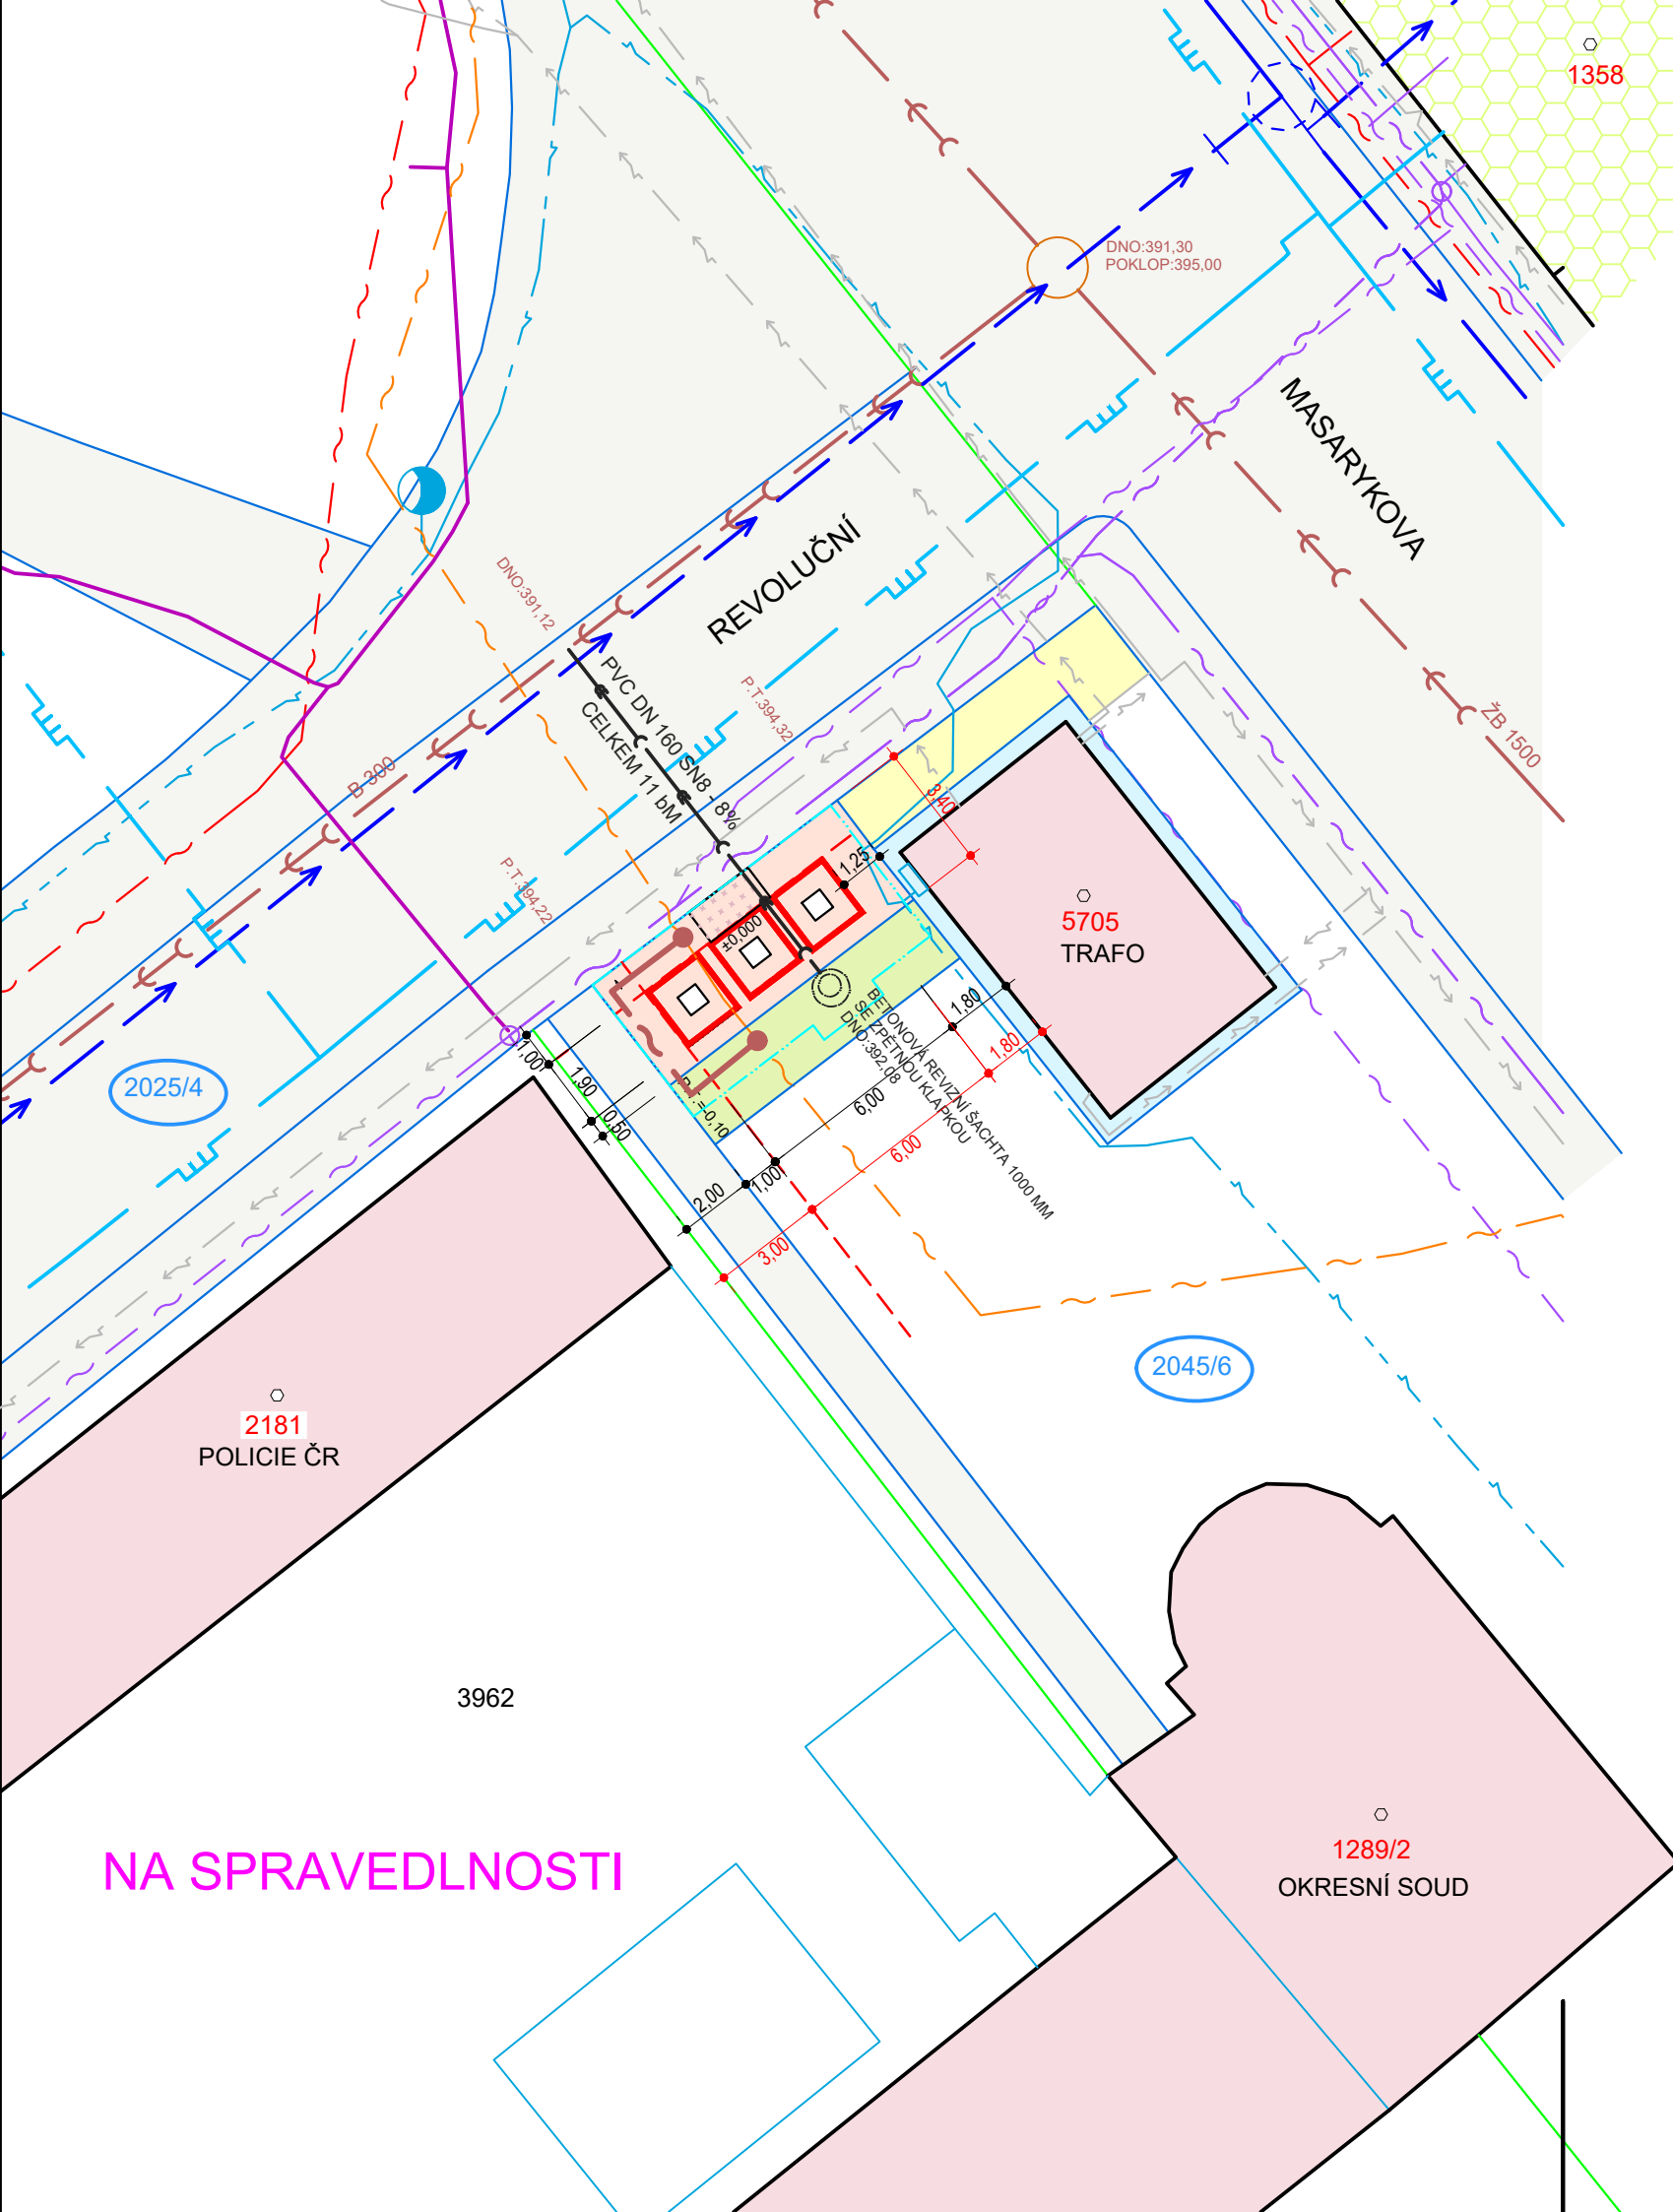 1358
DNO:391,30
POKLOP:395,00
MASARYKOVA
REVOLUČNÍ
DNO:391,12
PVC DN 160 SN8 - 8%
CELKEM 11 bM
P.T.394,32
ŽB 1500
B 300
P.T.394,22
3,40
1,25
±0,000
5705
TRAFO
BETONOVÁ REVIZNÍ ŠACHTA 1000 MM
SE ZPĚTNOU KLAPKOU
DNO:392,08
1,80
1,80
2025/4
1,00
1,90
0,50
6,00
6,00
2,00
1,00
3,00
2045/6
2181
POLICIE ČR
3962
NA SPRAVEDLNOSTI
1289/2
OKRESNÍ SOUD